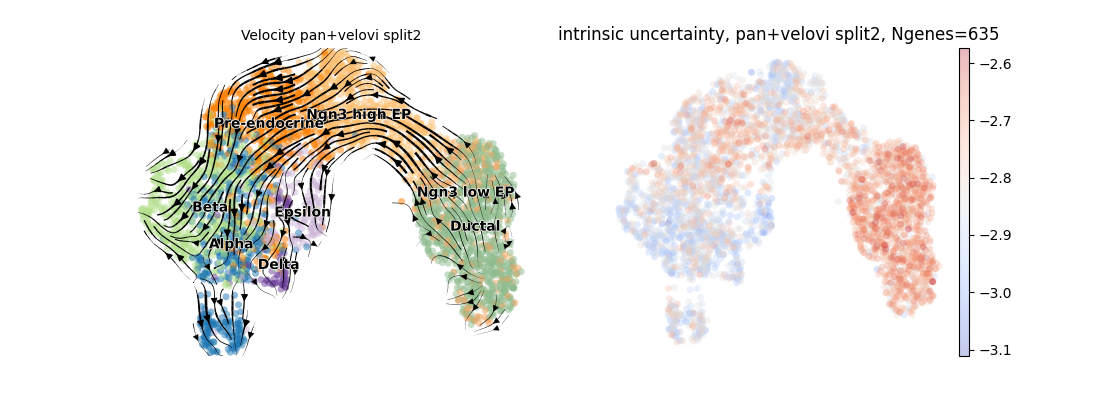 Velocity pan+velovi split2
intrinsic uncertainty, pan+velovi split2, Ngenes=635
Ngn3 high EP
Pre-endocrine
Ngn3 low EP
Beta
Epsilon
Ductal
Alpha
Delta
−2.6
−2.7
−2.8
−2.9
−3.0
−3.1